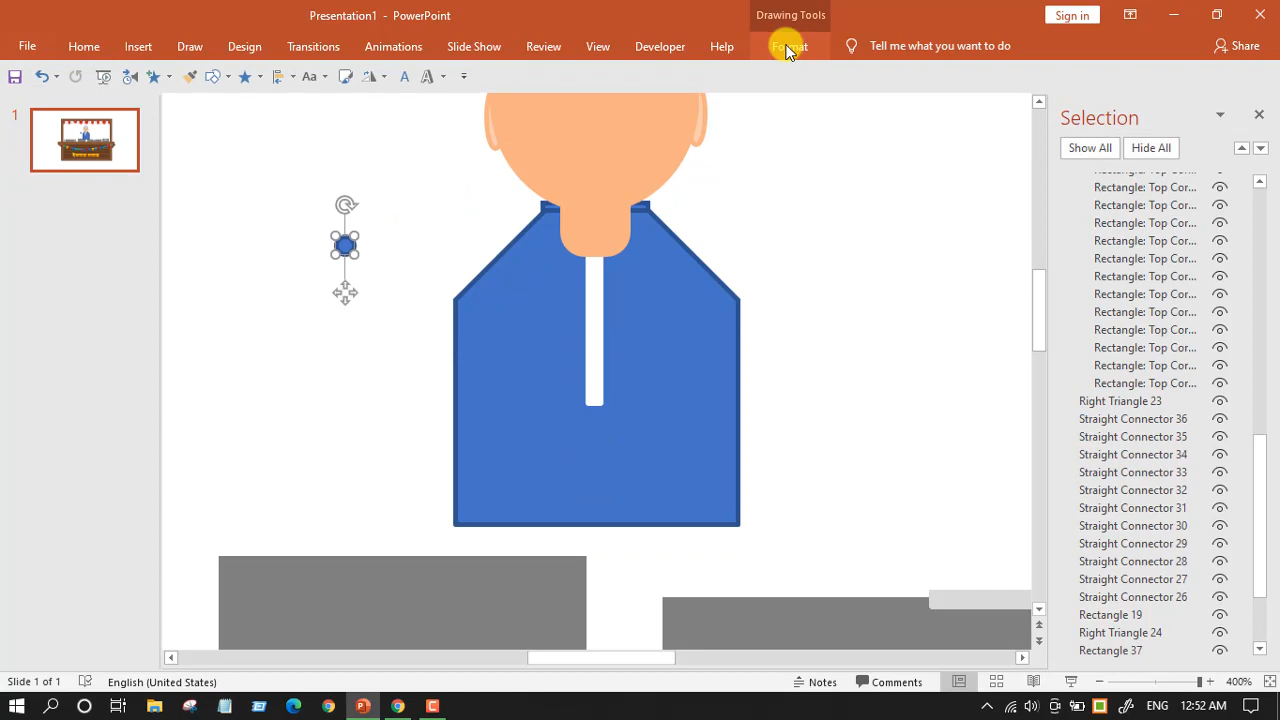 Presentation1 - PowerPoint
Drawing Tools
Sign in
File Home Insert Draw Design Transitions Animations Slide Show Review View Developer Help Format Tell me what you want to do Share
Aa A A
1
Selection
Show All Hide All
Rectangle: Top Cor...
Rectangle: Top Cor...
Rectangle: Top Cor...
Rectangle: Top Cor...
Rectangle: Top Cor...
Rectangle: Top Cor...
Rectangle: Top Cor...
Rectangle: Top Cor...
Rectangle: Top Cor...
Rectangle: Top Cor...
Rectangle: Top Cor...
Rectangle: Top Cor...
Rectangle: Top Cor...
Right Triangle 23
Straight Connector 36
Straight Connector 35
Straight Connector 34
Straight Connector 33
Straight Connector 32
Straight Connector 31
Straight Connector 30
Straight Connector 29
Straight Connector 28
Straight Connector 27
Straight Connector 26
Rectangle 19
Right Triangle 24
Rectangle 37
Slide 1 of 1 English (United States) Notes Comments 400%
ENG 12:52 AM